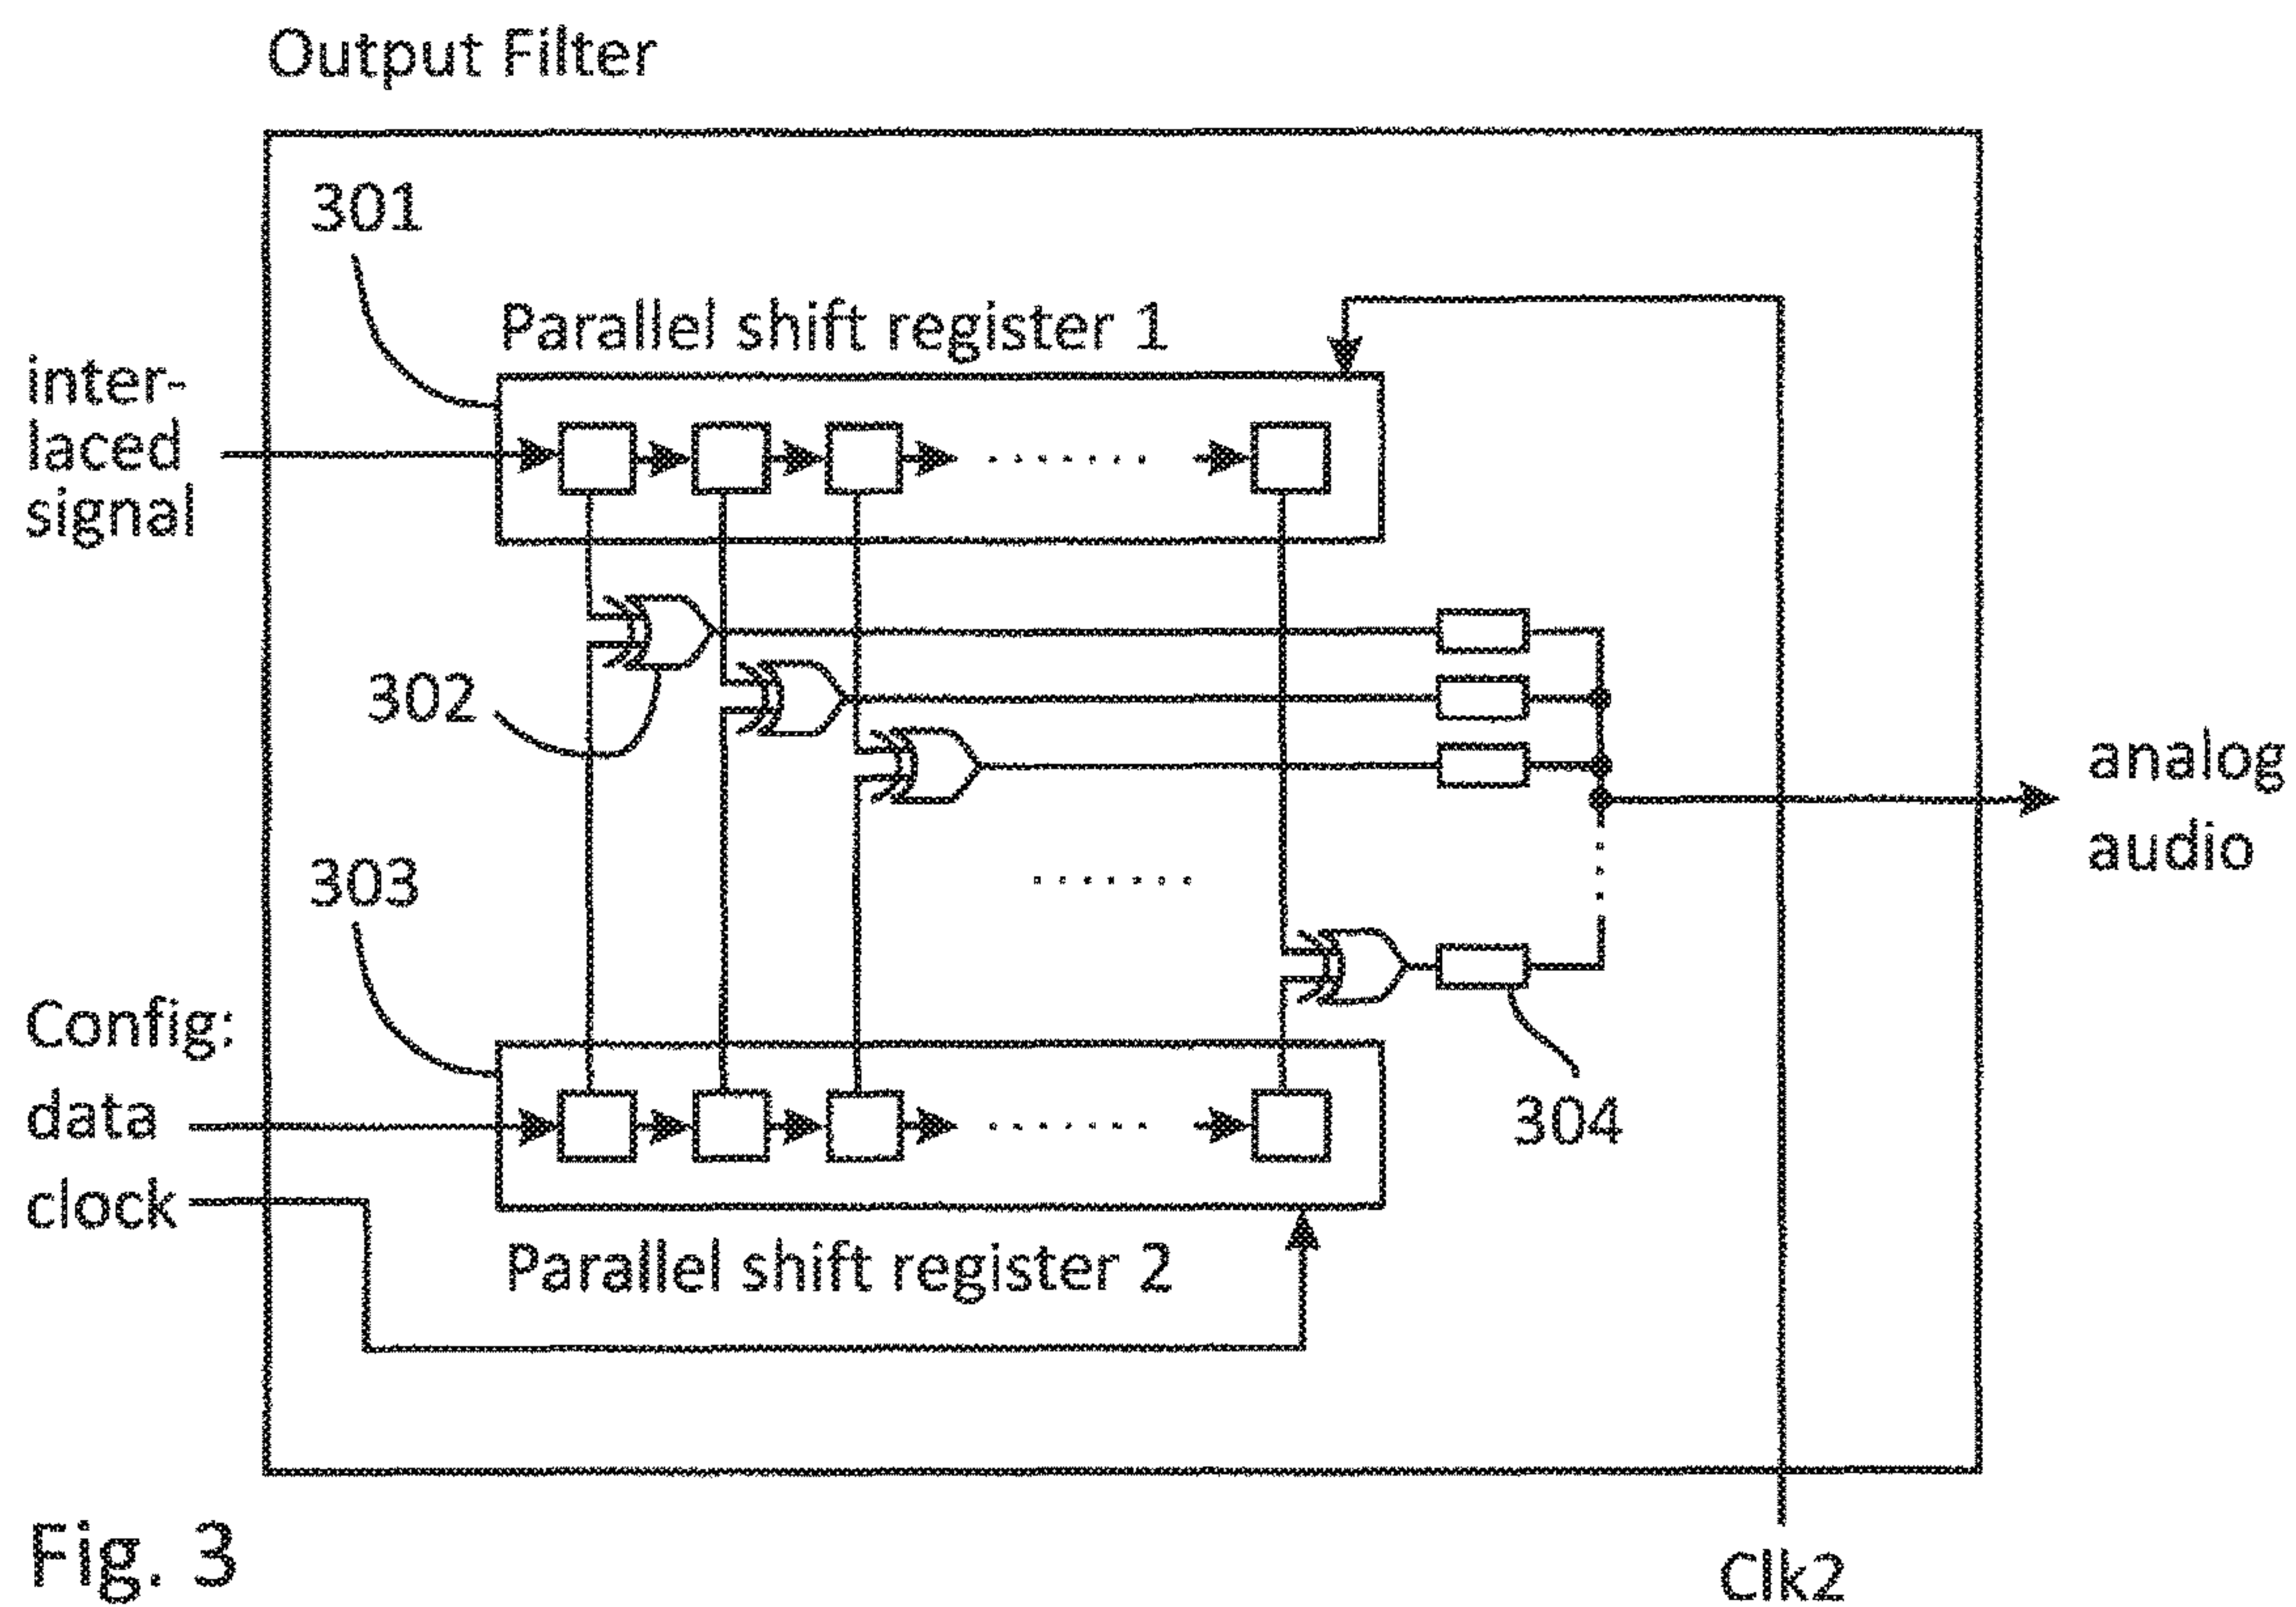 Output Filter
301
Parallel shift register 1
inter-
laced
signal
302
analog
audio
303
Config:
data
clock
304
Parallel shift register 2
Fig. 3
Clk2